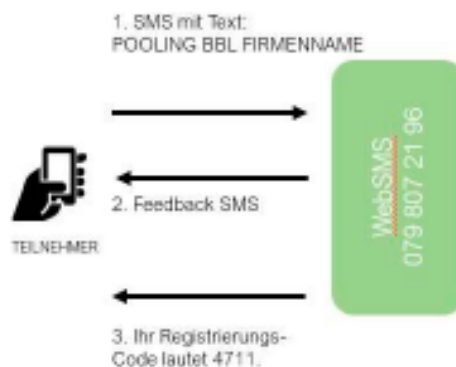 1. SMS mit Text:
POOLING BBL FIRMENNAME
TEILNEHMER
2. Feedback SMS
3. Ihr Registrierungs-
Code lautet 4711.
WebSMS
079 807 21 96